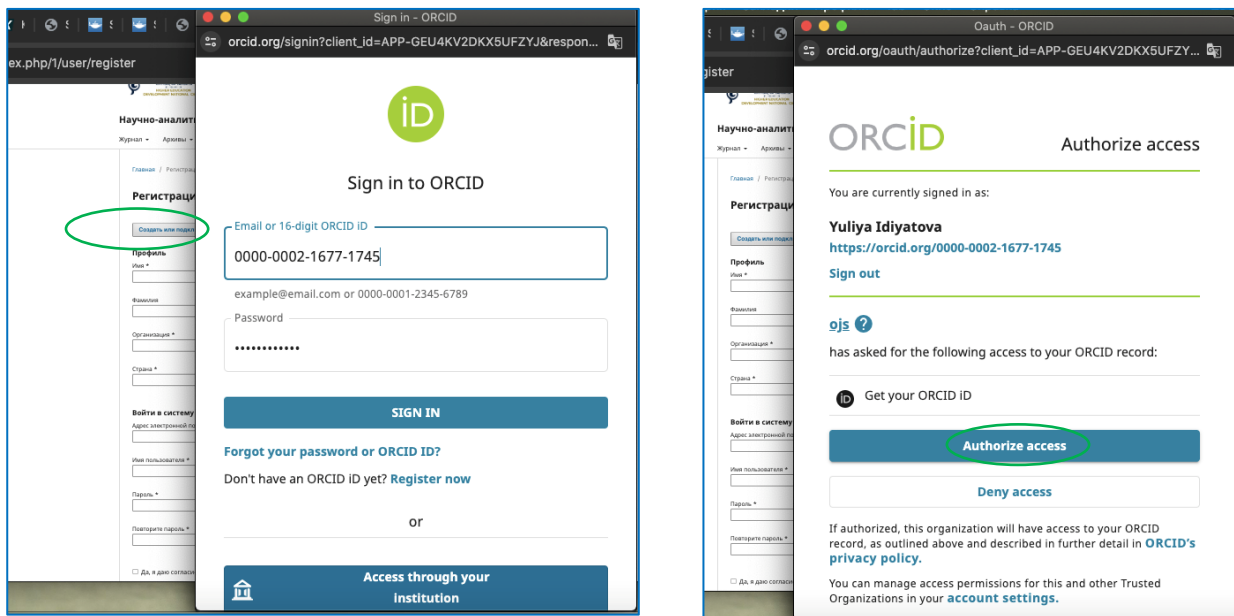 Sign in - ORCID
orcid.org/signin?client_id=APP-GEU4KV2DKX5UFZYJ&respon...
ex.php/1/user/register
Научно-аналит
Журнал
Архивы
Главная / Регистрац
Регистраци
Создать или подкл
Профиль
Имя *
Фамилия
Организация *
Страна *
Войти в систему
Адрес электронной по
Имя пользователя *
Пароль *
Повторите пароль *
Да, я даю соглас
iD
Sign in to ORCID
Email or 16-digit ORCID iD
0000-0002-1677-1745
example@email.com or 0000-0001-2345-6789
Password
••••••••••••
SIGN IN
Forgot your password or ORCID ID?
Don't have an ORCID iD yet? Register now
or
Access through your
institution
Oauth - ORCID
orcid.org/oauth/authorize?client_id=APP-GEU4KV2DKX5UFZY...
gister
Научно-аналит
Журнал
Архивы
Главная / Регистрац
Регистраци
Создать или подкл
Профиль
Имя *
Фамилия
Организация *
Страна *
Войти в систему
Адрес электронной по
Имя пользователя *
Пароль *
Повторите пароль *
Да, я даю согласи
ORCiD
Authorize access
You are currently signed in as:
Yuliya Idiyatova
https://orcid.org/0000-0002-1677-1745
Sign out
ojs ?
has asked for the following access to your ORCID record:
iD Get your ORCID iD
Authorize access
Deny access
If authorized, this organization will have access to your ORCID
record, as outlined above and described in further detail in ORCID's
privacy policy.
You can manage access permissions for this and other Trusted
Organizations in your account settings.